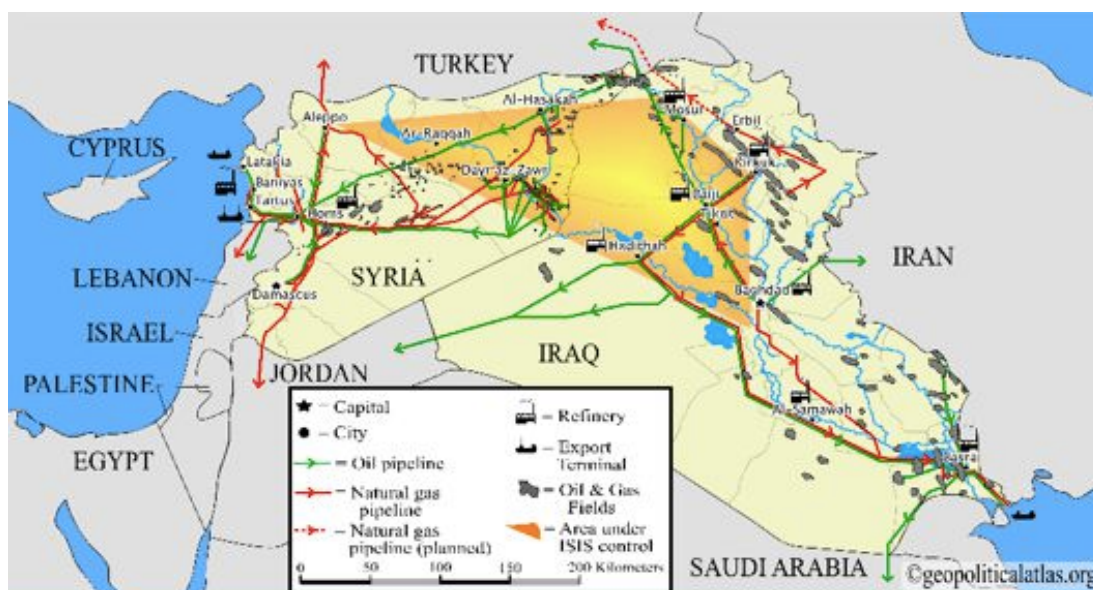 TURKEY
Al-Hasakah
Mosul
Aleppo
Erbil
Ar-Raqqah
CYPRUS
Latakia
Kirkuk
Dayr-az-Zawr
Baniyas
Baiji
Tartus
Homs
Tikrit
Hadithah
IRAN
LEBANON
SYRIA
Damascus
Baghdad
ISRAEL
IRAQ
JORDAN
PALESTINE
Al-Samawah
EGYPT
Basra
SAUDI ARABIA
– Capital
– City
= Oil pipeline
– Natural gas
pipeline
– Natural gas
pipeline (planned)
= Refinery
– Export
Terminal
= Oil & Gas
Fields
– Area under
ISIS control
0 50 100 150 200 Kilometers
©geopoliticalatlas.org